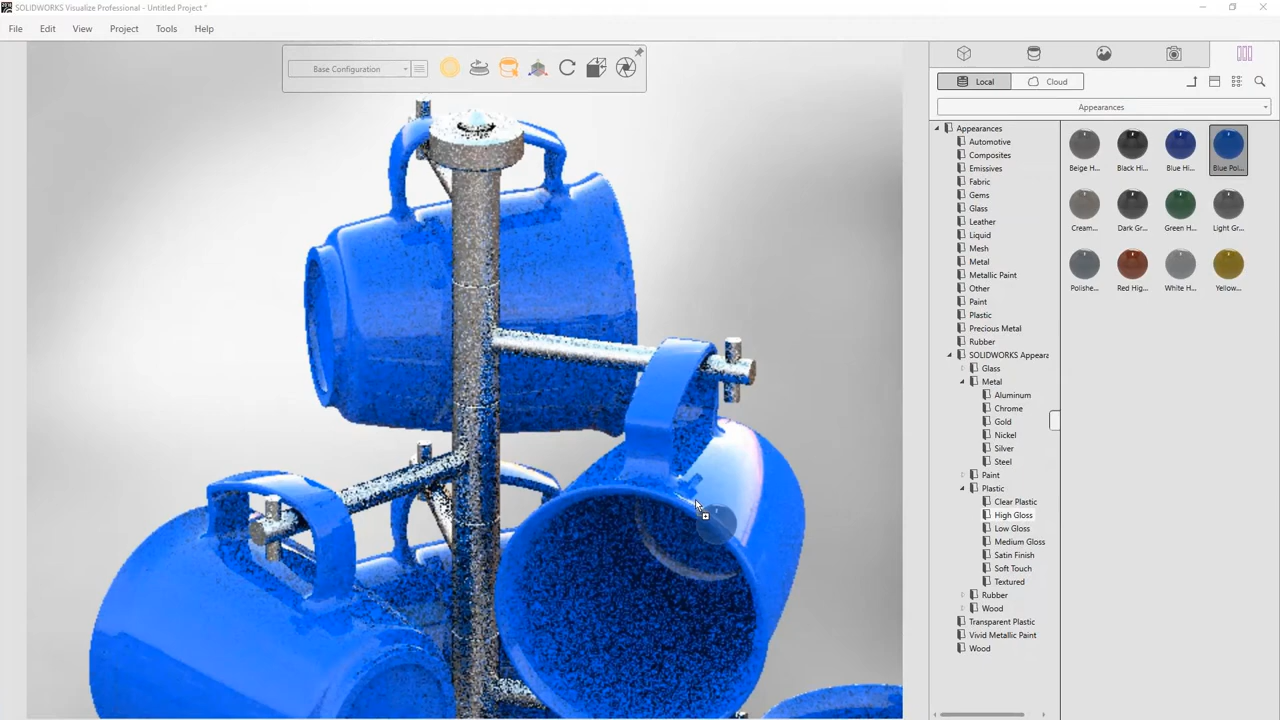 SOLIDWORKS Visualize Professional - Untitled Project *
File Edit View Project Tools Help
Base Configuration
Local Cloud
Appearances
Appearances
Automotive
Composites
Emissives
Fabric
Gems
Glass
Leather
Liquid
Mesh
Metal
Metallic Paint
Other
Paint
Plastic
Precious Metal
Rubber
SOLIDWORKS Appeara
Glass
Metal
Aluminum
Chrome
Gold
Nickel
Silver
Steel
Paint
Plastic
Clear Plastic
High Gloss
Low Gloss
Medium Gloss
Satin Finish
Soft Touch
Textured
Rubber
Wood
Transparent Plastic
Vivid Metallic Paint
Wood
Beige H... Black Hi... Blue Hi... Blue Pol...
Cream... Dark Gr... Green H... Light Gr...
Polishe... Red Hig... White H... Yellow...